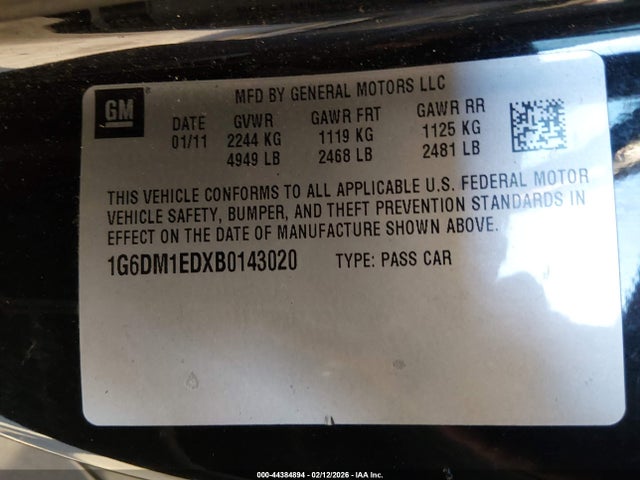 GM
MFD BY GENERAL MOTORS LLC
DATE GVWR GAWR FRT GAWR RR
01/11 2244 KG 1119 KG 1125 KG
4949 LB 2468 LB 2481 LB
THIS VEHICLE CONFORMS TO ALL APPLICABLE U.S. FEDERAL MOTOR
VEHICLE SAFETY, BUMPER, AND THEFT PREVENTION STANDARDS IN
EFFECT ON THE DATE OF MANUFACTURE SHOWN ABOVE.
1G6DM1EDXB0143020 TYPE: PASS CAR
000-44384894 - 02/12/2026 - IAA Inc.